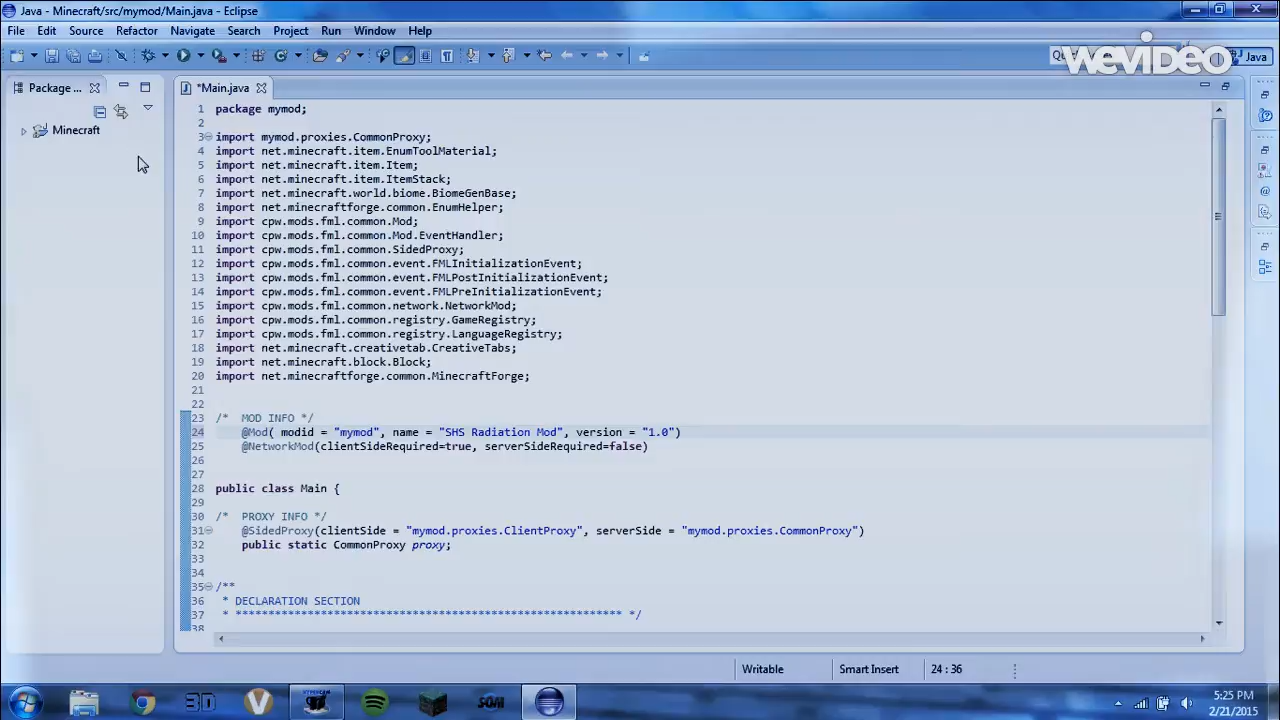 Java - Minecraft/src/mymod/Main.java - Eclipse
File Edit Source Refactor Navigate Search Project Run Window Help
wevideo
Java
Package ...
*Main.java
Minecraft
1 package mymod;
2
3 import mymod.proxies.CommonProxy;
4 import net.minecraft.item.EnumToolMaterial;
5 import net.minecraft.item.Item;
6 import net.minecraft.item.ItemStack;
7 import net.minecraft.world.biome.BiomeGenBase;
8 import net.minecraftforge.common.EnumHelper;
9 import cpw.mods.fml.common.Mod;
10 import cpw.mods.fml.common.Mod.EventHandler;
11 import cpw.mods.fml.common.SidedProxy;
12 import cpw.mods.fml.common.event.FMLInitializationEvent;
13 import cpw.mods.fml.common.event.FMLPostInitializationEvent;
14 import cpw.mods.fml.common.event.FMLPreInitializationEvent;
15 import cpw.mods.fml.common.network.NetworkMod;
16 import cpw.mods.fml.common.registry.GameRegistry;
17 import cpw.mods.fml.common.registry.LanguageRegistry;
18 import net.minecraft.creativetab.CreativeTabs;
19 import net.minecraft.block.Block;
20 import net.minecraftforge.common.MinecraftForge;
21
22
23 /* MOD INFO */
24 @Mod( modid = "mymod", name = "SHS Radiation Mod", version = "1.0")
25 @NetworkMod(clientSideRequired=true, serverSideRequired=false)
26
27
28 public class Main {
29
30 /* PROXY INFO */
31 @SidedProxy(clientSide = "mymod.proxies.ClientProxy", serverSide = "mymod.proxies.CommonProxy")
32 public static CommonProxy proxy;
33
34
35 /**
36 * DECLARATION SECTION
37 * *********************************************************** */
38
Writable Smart Insert 24 : 36
5:25 PM
2/21/2015